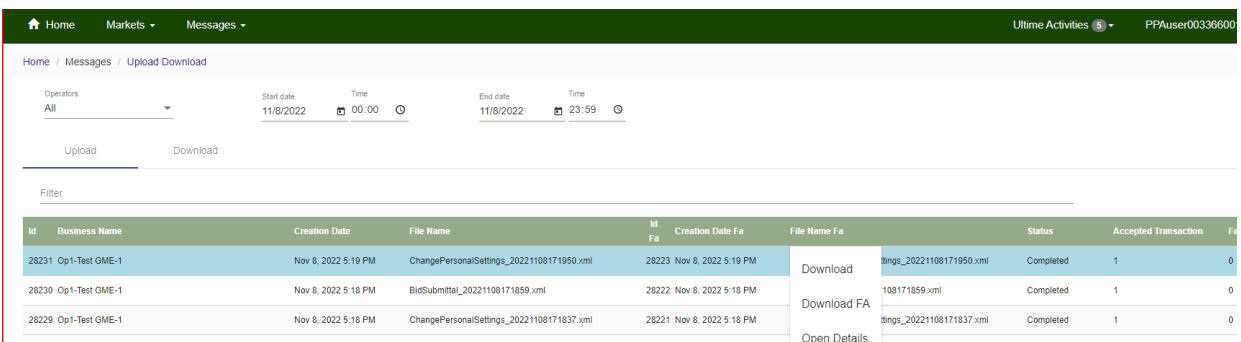 Home Markets Messages Ultime Activities 5 PPAuser00336600
Home / Messages / Upload Download
Operators Start date Time End date Time
All 11/8/2022 00:00 11/8/2022 23:59
Upload Download
Filter
Id Business Name Creation Date File Name Id Fa Creation Date Fa File Name Fa Status Accepted Transaction Fa
28231 Op1-Test GME-1 Nov 8, 2022 5:19 PM ChangePersonalSettings_20221108171950.xml 28223 Nov 8, 2022 5:19 PM ttings_20221108171950.xml Completed 1 0
Download
28230 Op1-Test GME-1 Nov 8, 2022 5:18 PM BidSubmittal_20221108171859.xml 28222 Nov 8, 2022 5:18 PM 108171859.xml Completed 1 0
Download FA
28229 Op1-Test GME-1 Nov 8, 2022 5:18 PM ChangePersonalSettings_20221108171837.xml 28221 Nov 8, 2022 5:18 PM ttings_20221108171837.xml Completed 1 0
Open Details